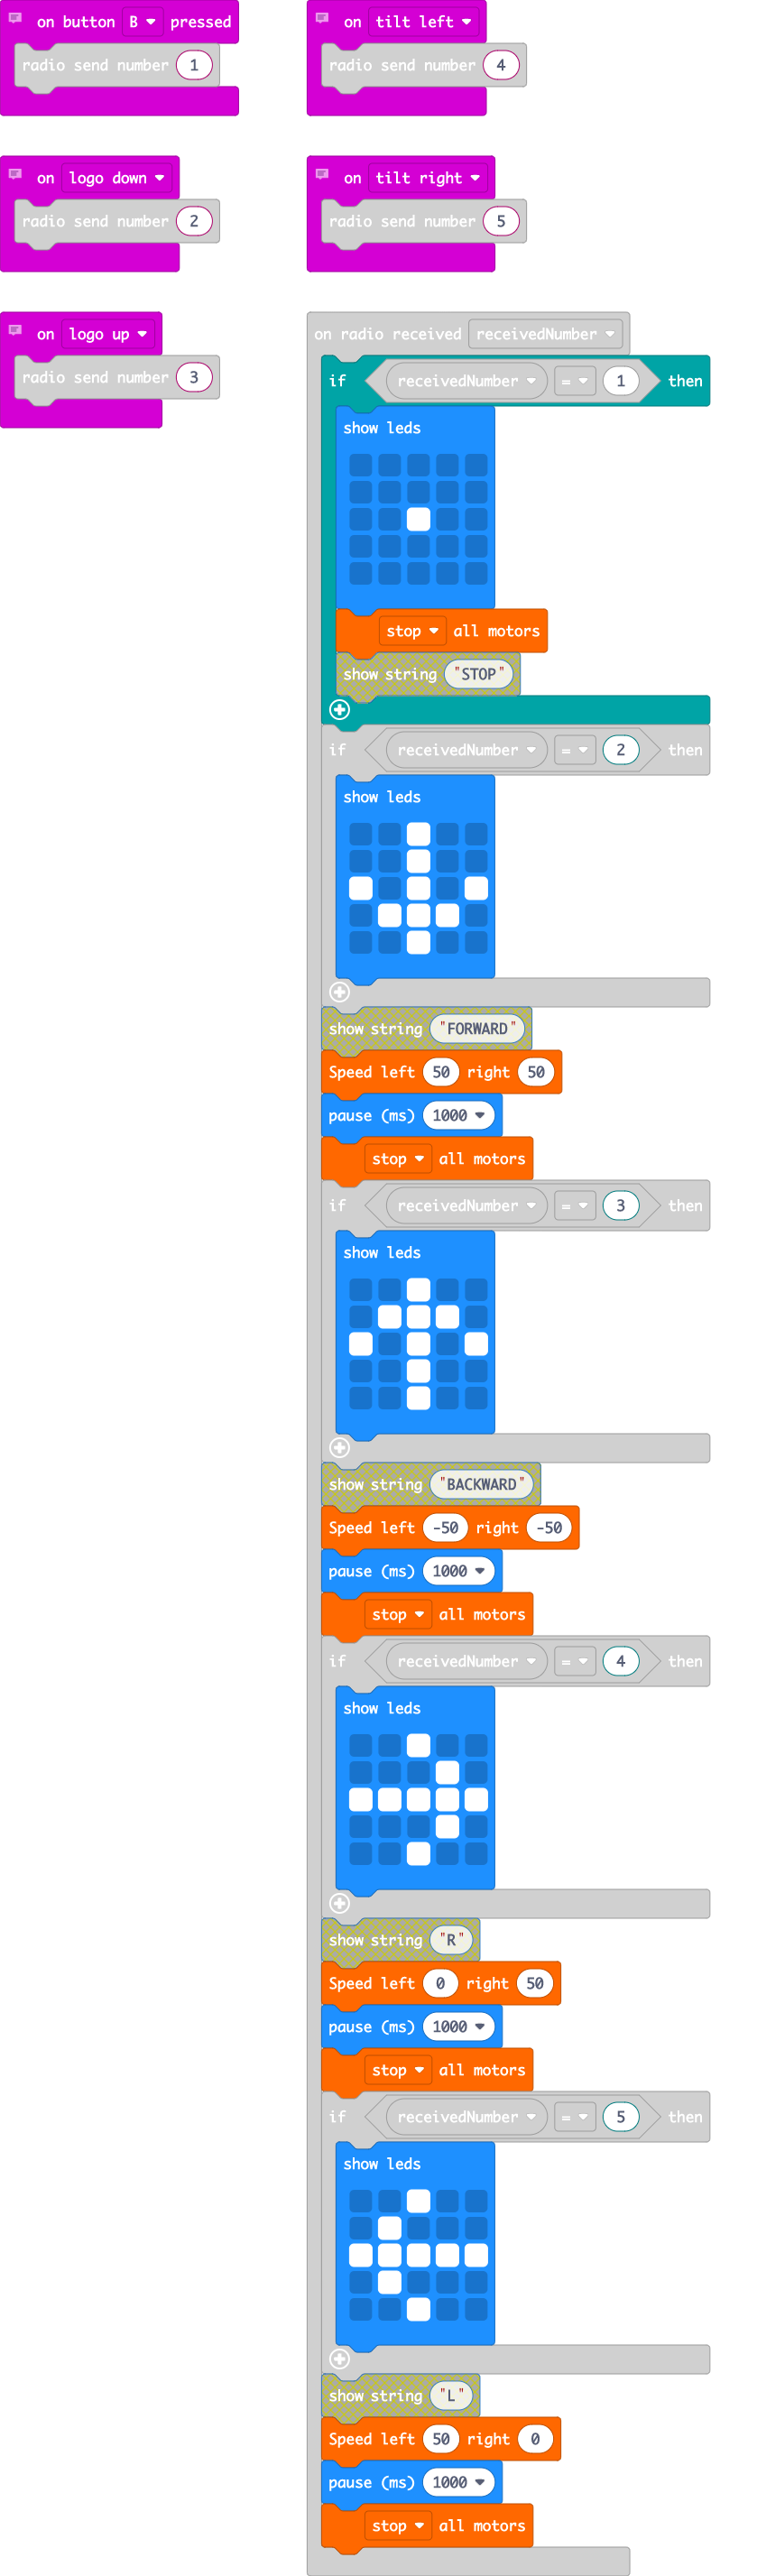 on button B pressed
radio send number 1
on logo down
radio send number 2
on logo up
radio send number 3
on tilt left
radio send number 4
on tilt right
radio send number 5
on radio received receivedNumber
if receivedNumber = 1 then
show leds
stop all motors
show string "STOP"
if receivedNumber = 2 then
show leds
show string "FORWARD"
Speed left 50 right 50
pause (ms) 1000
stop all motors
if receivedNumber = 3 then
show leds
show string "BACKWARD"
Speed left -50 right -50
pause (ms) 1000
stop all motors
if receivedNumber = 4 then
show leds
show string "R"
Speed left 0 right 50
pause (ms) 1000
stop all motors
if receivedNumber = 5 then
show leds
show string "L"
Speed left 50 right 0
pause (ms) 1000
stop all motors